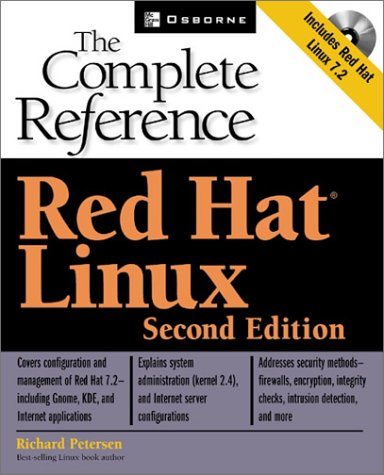 OSBORNE
Includes Red Hat
Linux 7.2
The
Complete
Reference
Red Hat®
Linux
Second Edition
Covers configuration and
management of Red Hat 7.2–
including Gnome, KDE, and
Internet applications
Explains system
administration (kernel 2.4),
and Internet server
configurations
Addresses security methods–
firewalls, encryption, integrity
checks, intrusion detection,
and more
Richard Petersen
Best-selling Linux book author